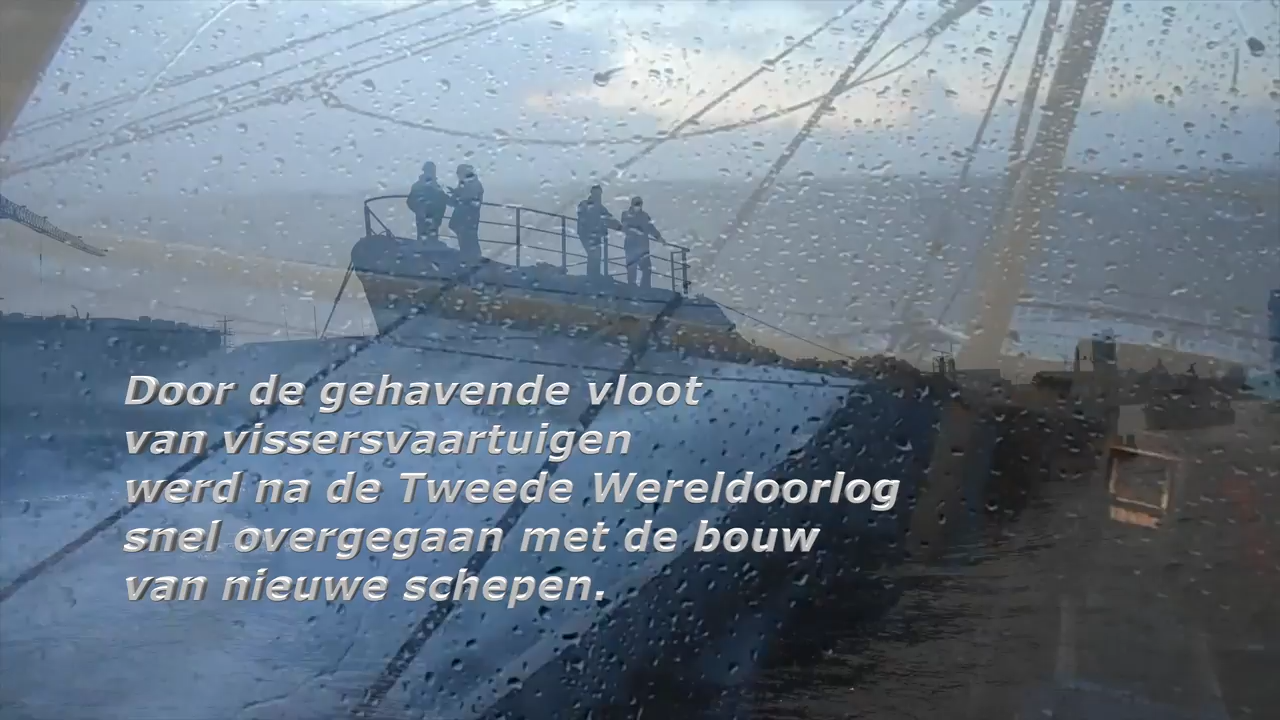 Door de gehavende vloot
van vissersvaartuigen
werd na de Tweede Wereldoorlog
snel overgegaan met de bouw
van nieuwe schepen.